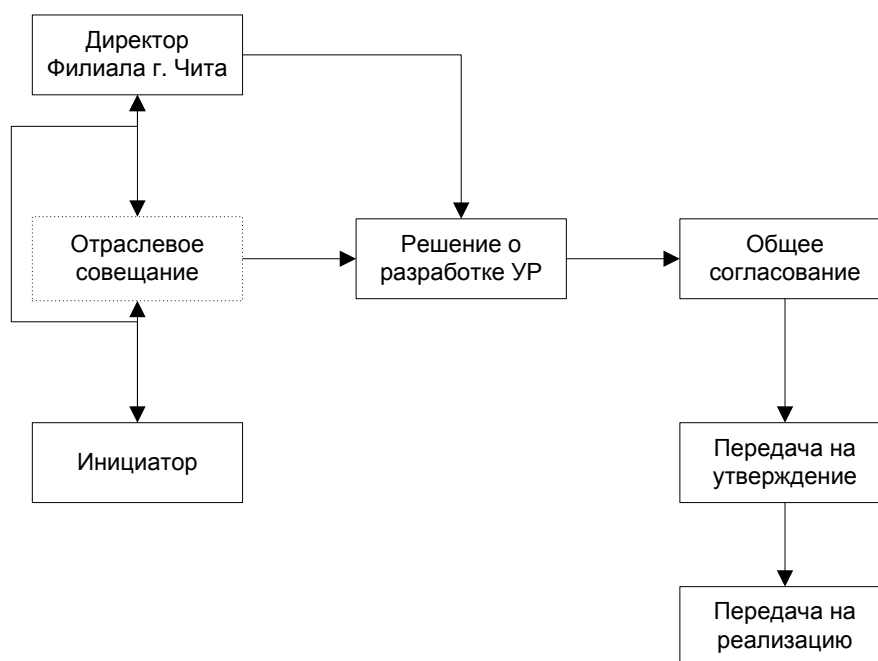 Директор
Филиала г. Чита
Отраслевое
совещание
Решение о
разработке УР
Общее
согласование
Инициатор
Передача на
утверждение
Передача на
реализацию